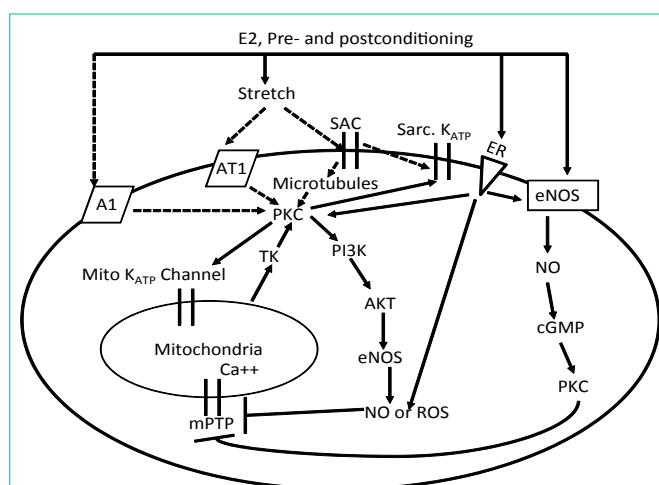 E2, Pre- and postconditioning
Stretch
SAC
Sarc. KATP
ER
AT1
A1
Microtubules
eNOS
PKC
TK
PI3K
Mito KATP Channel
NO
AKT
cGMP
Mitochondria
Ca++
eNOS
PKC
mPTP
NO or ROS